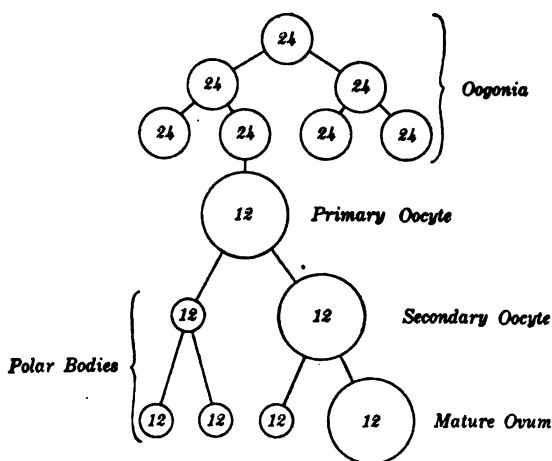 24
24 24
Oogonia
24 24 24 24
12 Primary Oocyte
12 12 Secondary Oocyte
Polar Bodies
12 12 12 12 Mature Ovum